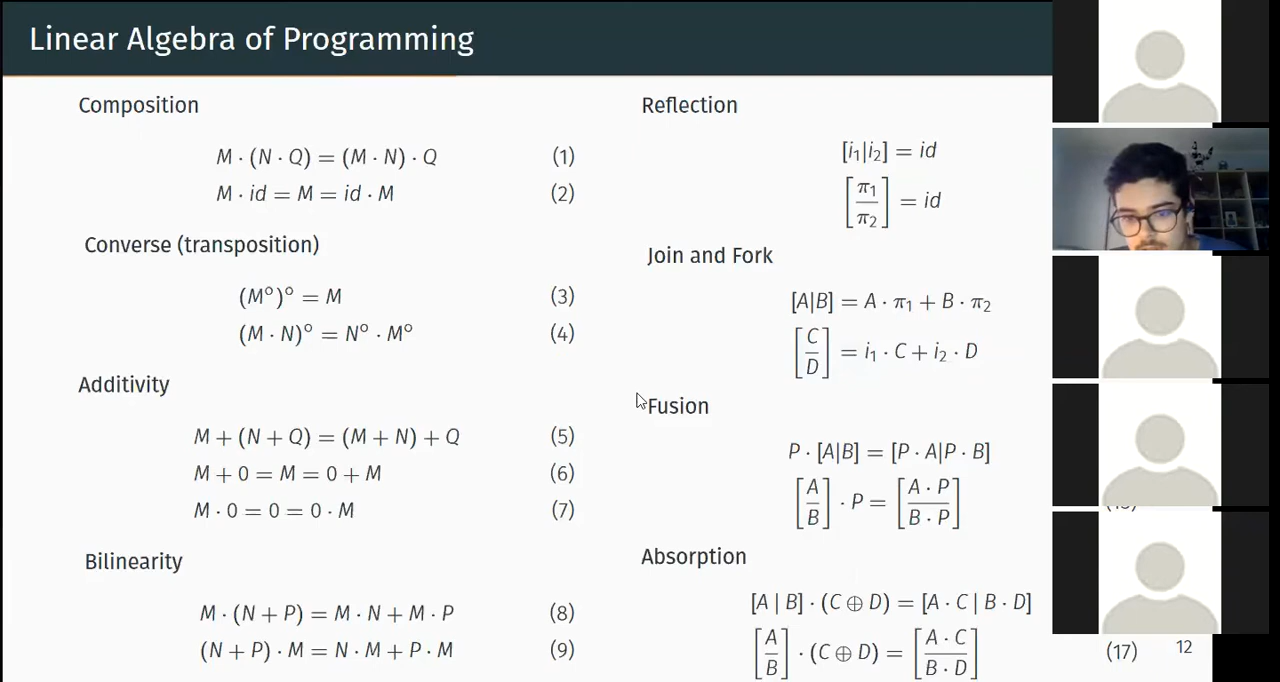 Linear Algebra of Programming
Composition
M · (N · Q) = (M · N) · Q (1)
M · id = M = id · M (2)
Converse (transposition)
(M°)° = M (3)
(M · N)° = N° · M° (4)
Additivity
M + (N + Q) = (M + N) + Q (5)
M + 0 = M = 0 + M (6)
M · 0 = 0 = 0 · M (7)
Bilinearity
M · (N + P) = M · N + M · P (8)
(N + P) · M = N · M + P · M (9)
Reflection
[i₁|i₂] = id
[π₁/π₂] = id
Join and Fork
[A|B] = A · π₁ + B · π₂
[C/D] = i₁ · C + i₂ · D
Fusion
P · [A|B] = [P · A|P · B]
[A/B] · P = [A · P/B · P]
Absorption
[A | B] · (C ⊕ D) = [A · C | B · D]
[A/B] · (C ⊕ D) = [A · C/B · D] (17)
12